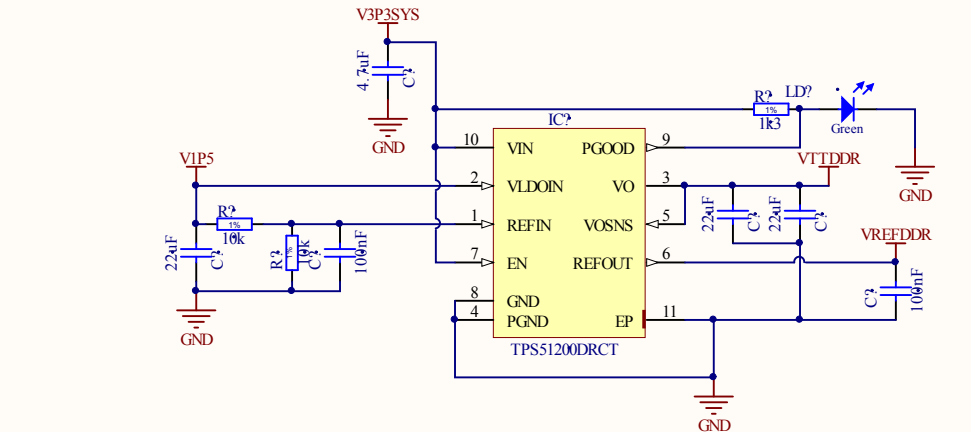 V3P3SYS
4.7uF
C?
GND
R?
1%
1k3
LD?
Green
GND
IC?
10
VIN
PGOOD
9
V1P5
2
VLDOIN
VO
3
VTTDDR
R?
1%
10k
1
REFIN
VOSNS
5
22uF
C?
22uF
C?
22uF
C?
R?
1%
10k
C?
100nF
7
EN
REFOUT
6
VREFDDR
C?
100nF
8
GND
4
PGND
EP
11
GND
TPS51200DRCT
GND